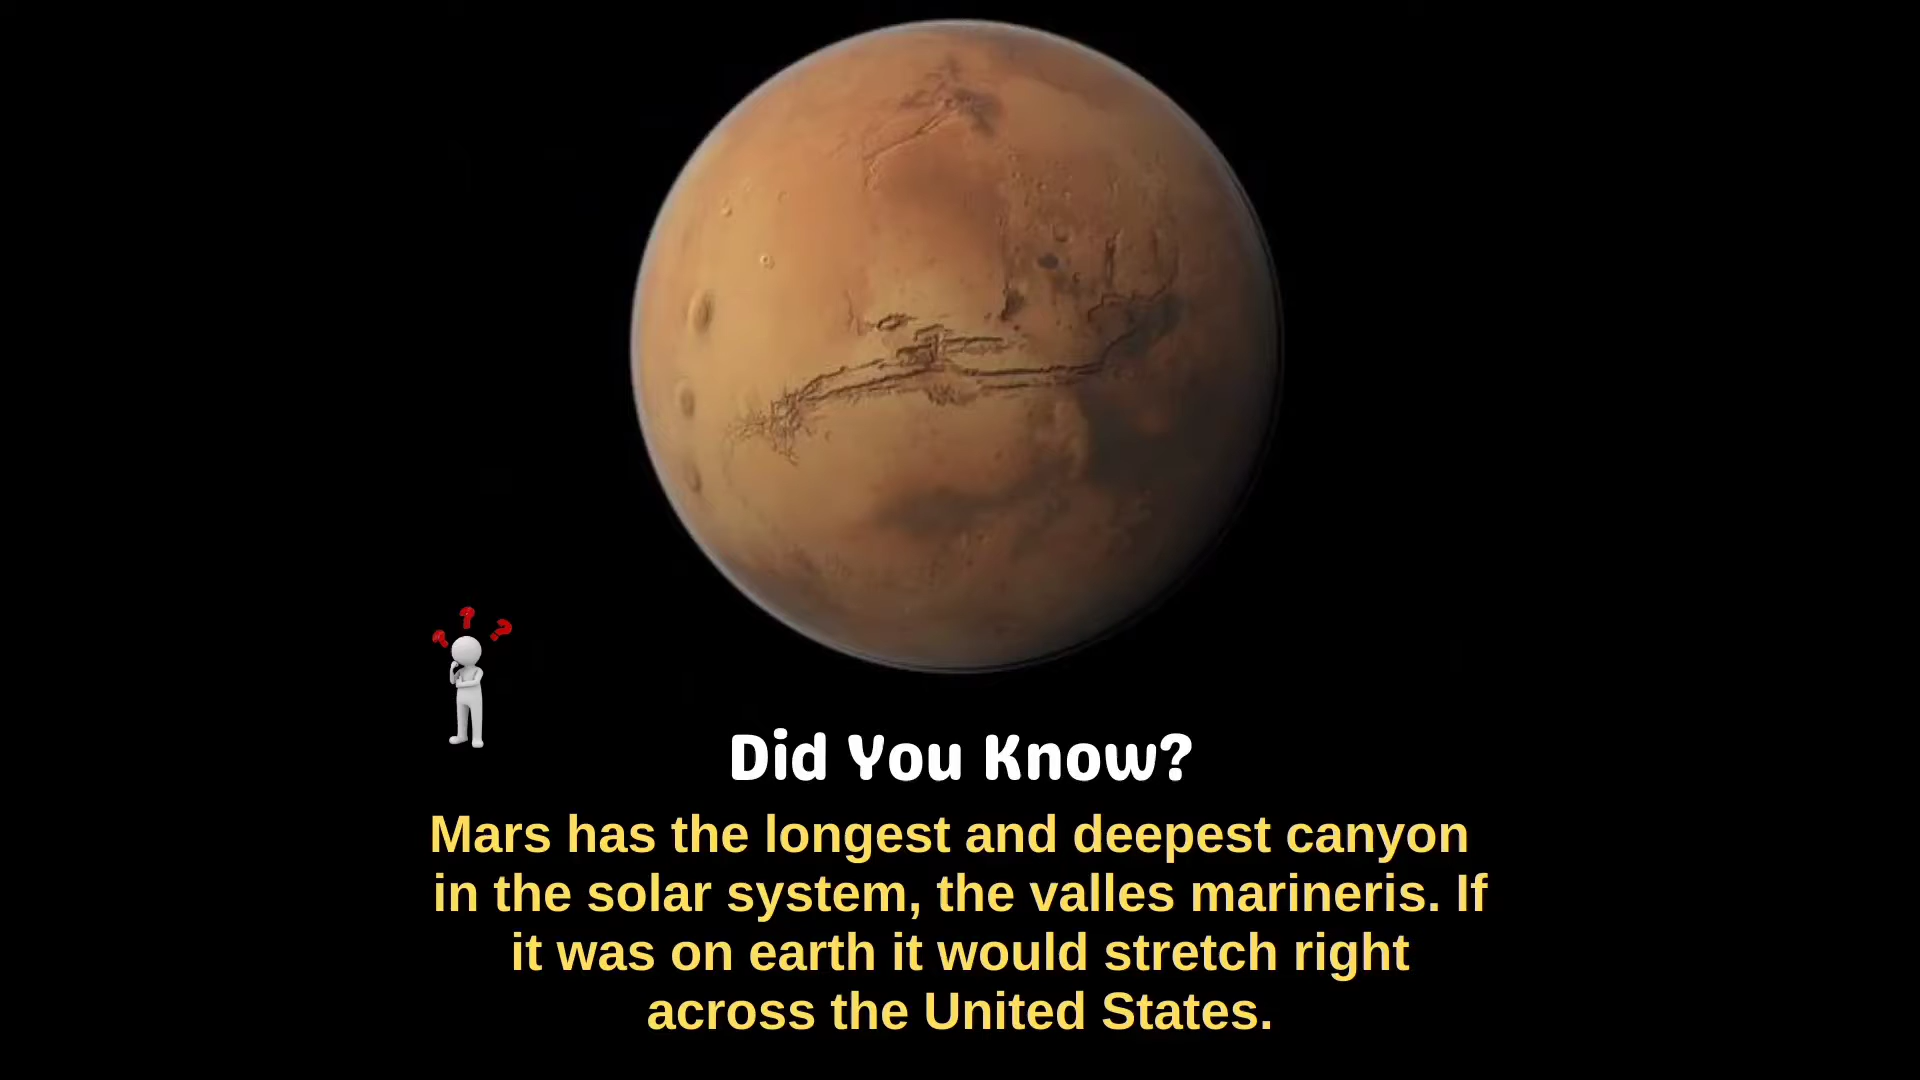 Did You Know?
Mars has the longest and deepest canyon
in the solar system, the valles marineris. If
it was on earth it would stretch right
across the United States.